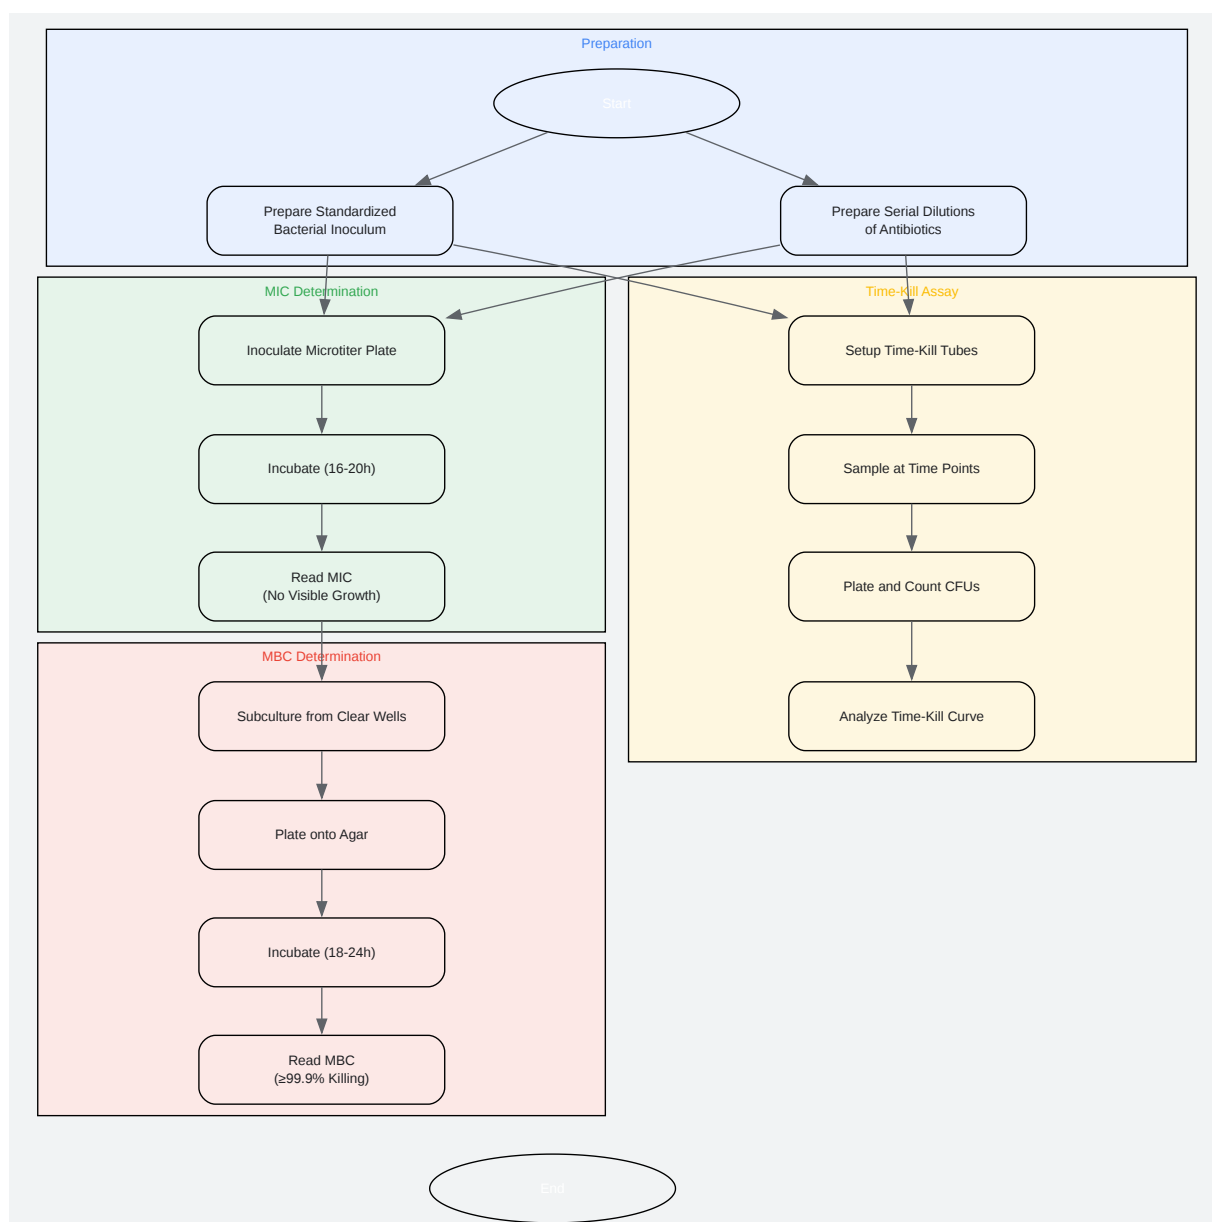 Preparation
Start
Prepare Standardized
Bacterial Inoculum
Prepare Serial Dilutions
of Antibiotics
MIC Determination
Inoculate Microtiter Plate
Incubate (16-20h)
Read MIC
(No Visible Growth)
Time-Kill Assay
Setup Time-Kill Tubes
Sample at Time Points
Plate and Count CFUs
Analyze Time-Kill Curve
MBC Determination
Subculture from Clear Wells
Plate onto Agar
Incubate (18-24h)
Read MBC
(≥99.9% Killing)
End